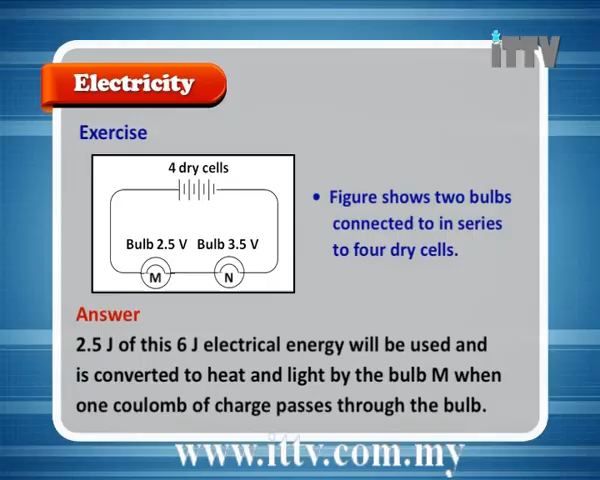 iTTV
Electricity
Exercise
4 dry cells
Bulb 2.5 V Bulb 3.5 V
M N
• Figure shows two bulbs
connected to in series
to four dry cells.
Answer
2.5 J of this 6 J electrical energy will be used and
is converted to heat and light by the bulb M when
one coulomb of charge passes through the bulb.
www.ittv.com.my